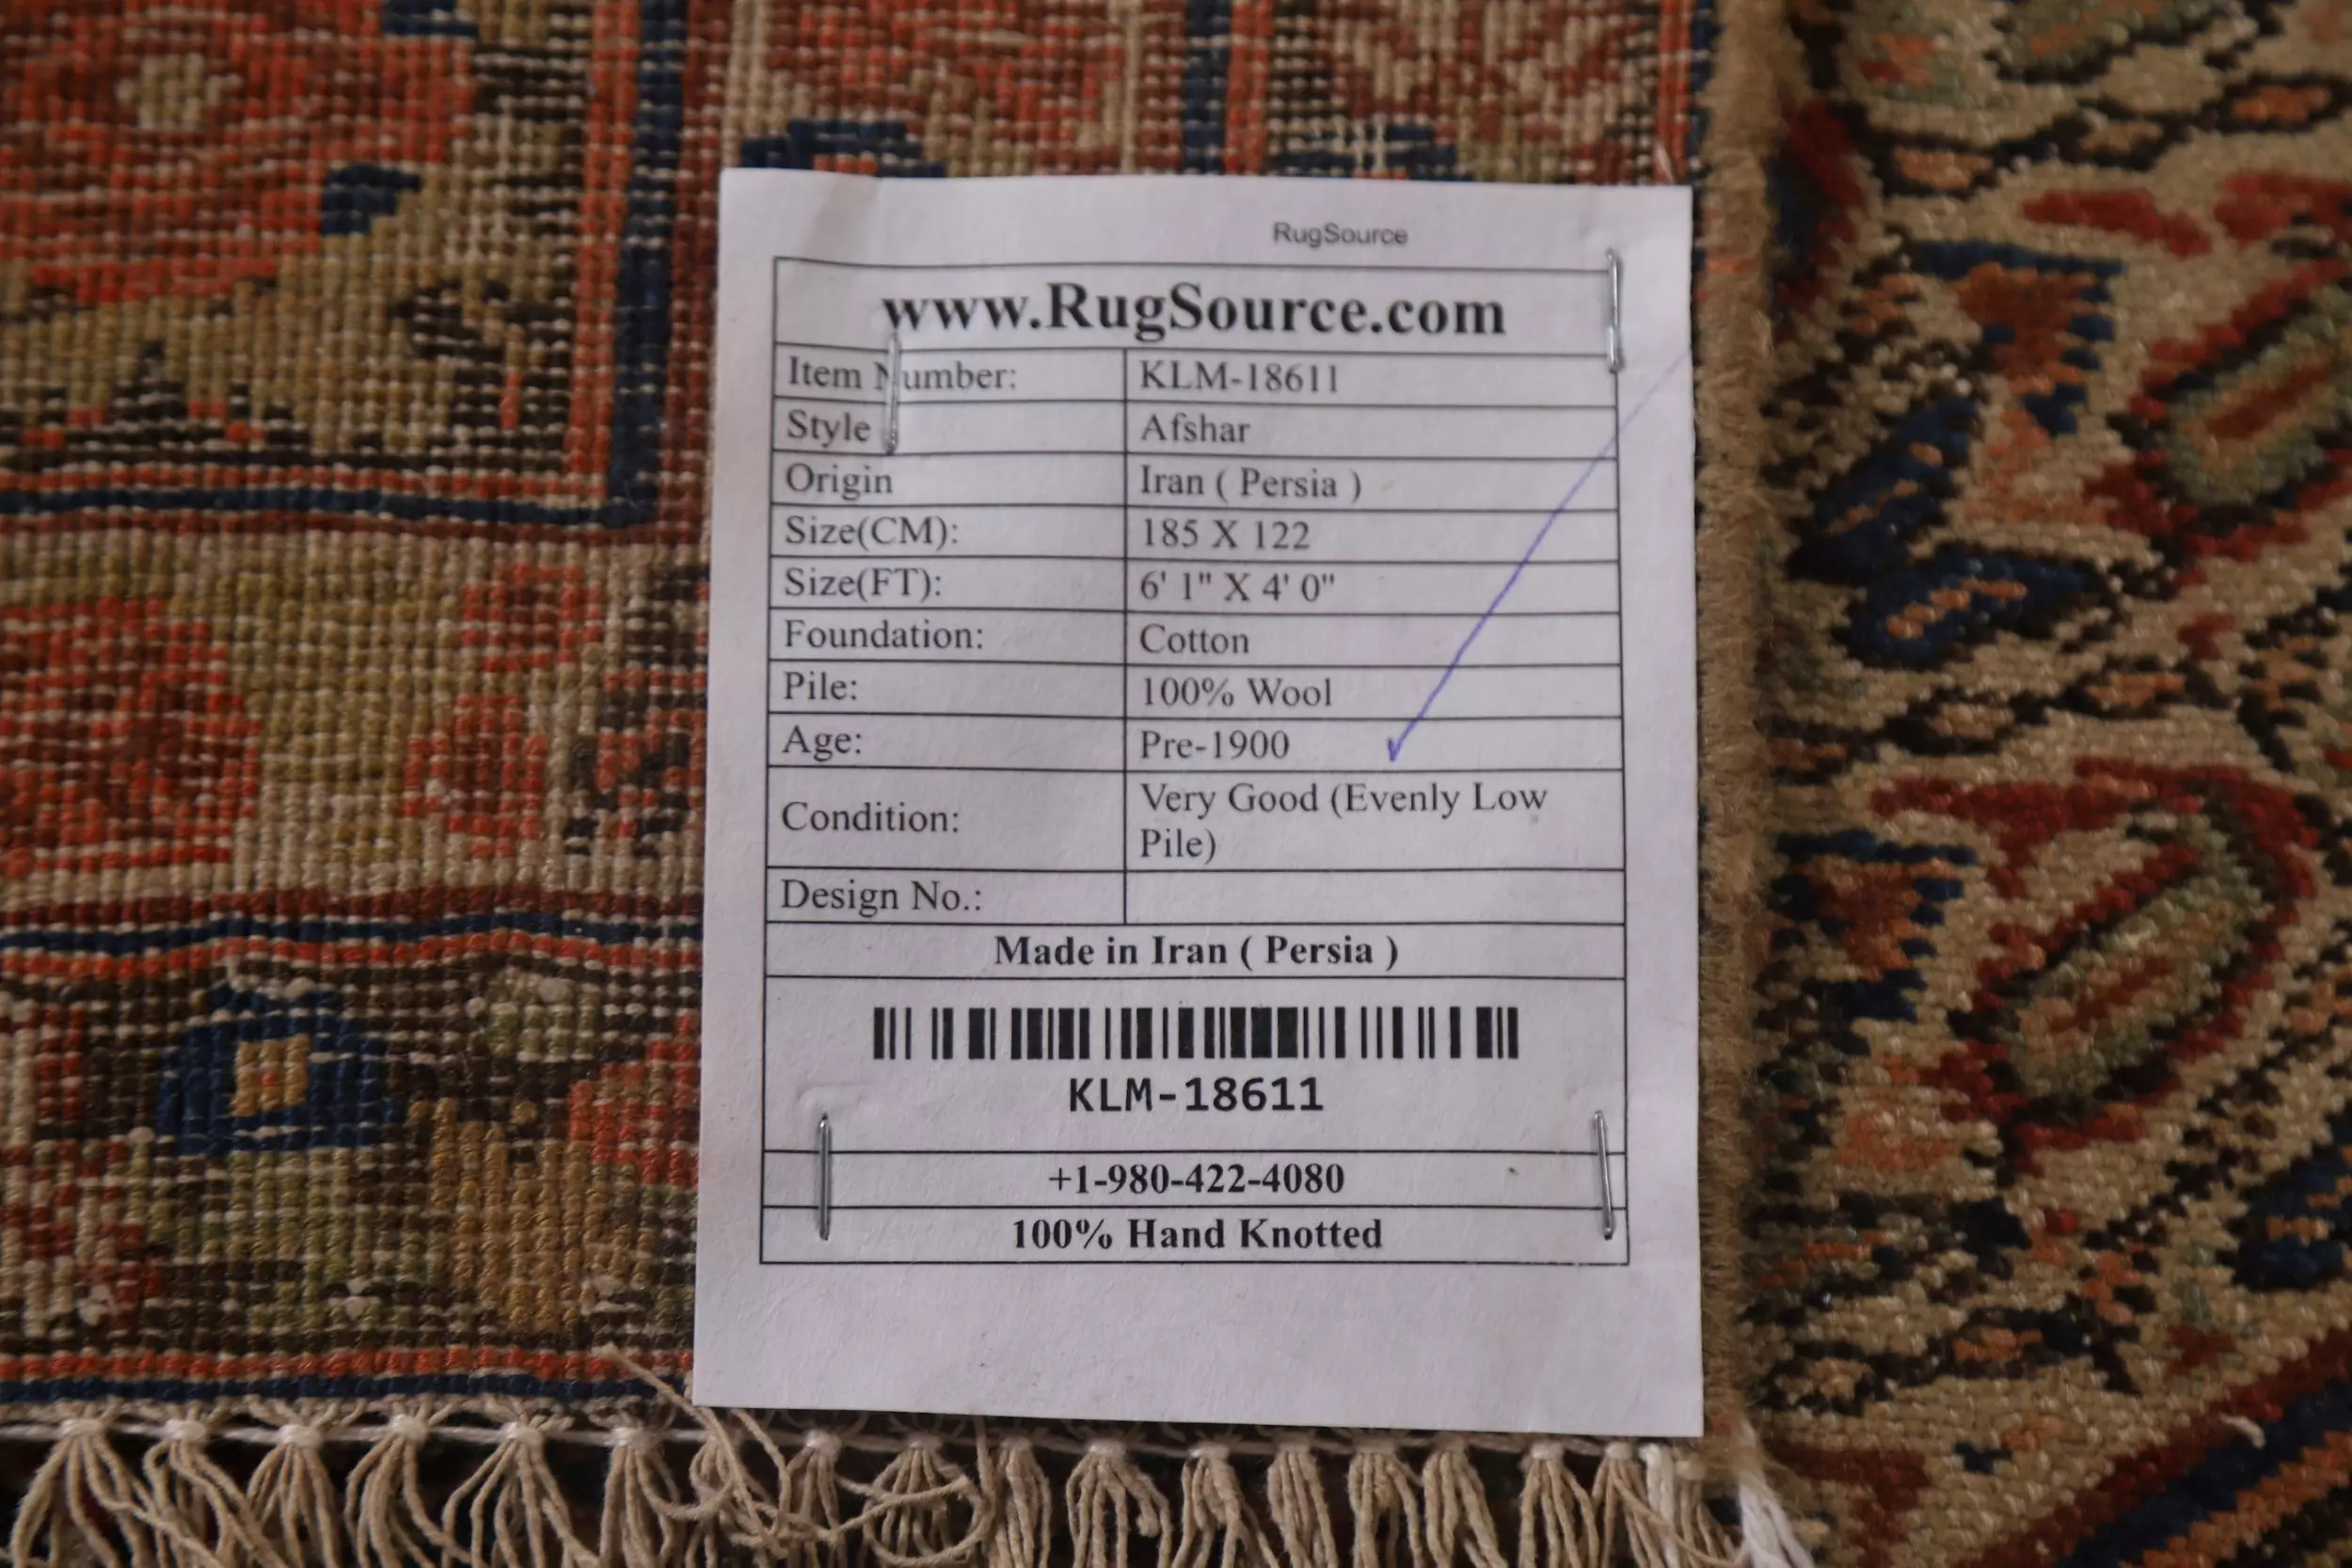 RugSource
www.RugSource.com
Item Number: KLM-18611
Style Afshar
Origin Iran ( Persia )
Size(CM): 185 X 122
Size(FT): 6' 1" X 4' 0"
Foundation: Cotton
Pile: 100% Wool
Age: Pre-1900
Condition: Very Good (Evenly Low
Pile)
Design No.:
Made in Iran ( Persia )
KLM-18611
+1-980-422-4080
100% Hand Knotted